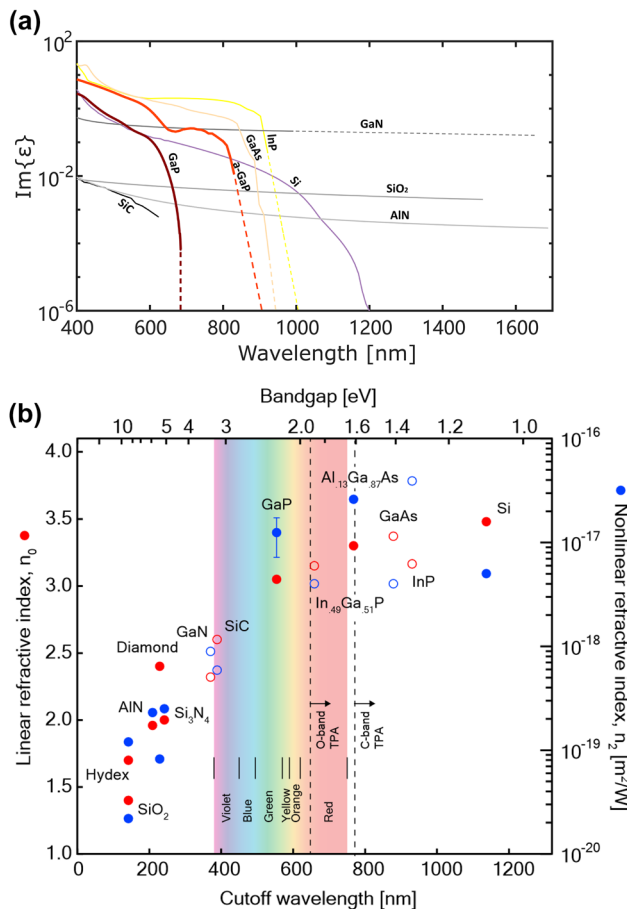 (a)
10²
10⁻²
10⁻⁶
Im{ε}
GaN
InP
GaAs
a-GaP
GaP
Si
SiO₂
AlN
SiC
400 600 800 1000 1200 1400 1600
Wavelength [nm]
(b)
Bandgap [eV]
10 5 4 3 2.0 1.6 1.4 1.2 1.0
4.0
3.5
3.0
2.5
2.0
1.5
1.0
Linear refractive index, n₀
10⁻¹⁶
10⁻¹⁷
10⁻¹⁸
10⁻¹⁹
10⁻²⁰
Nonlinear refractive index, n₂ [m²/W]
Al.₁₃Ga.₈₇As
GaP
GaAs
Si
InP
In.₄₉Ga.₅₁P
GaN
SiC
Diamond
AlN
Si₃N₄
Hydex
SiO₂
O-band
TPA
C-band
TPA
Violet
Blue
Green
Yellow
Orange
Red
0 200 400 600 800 1000 1200
Cutoff wavelength [nm]